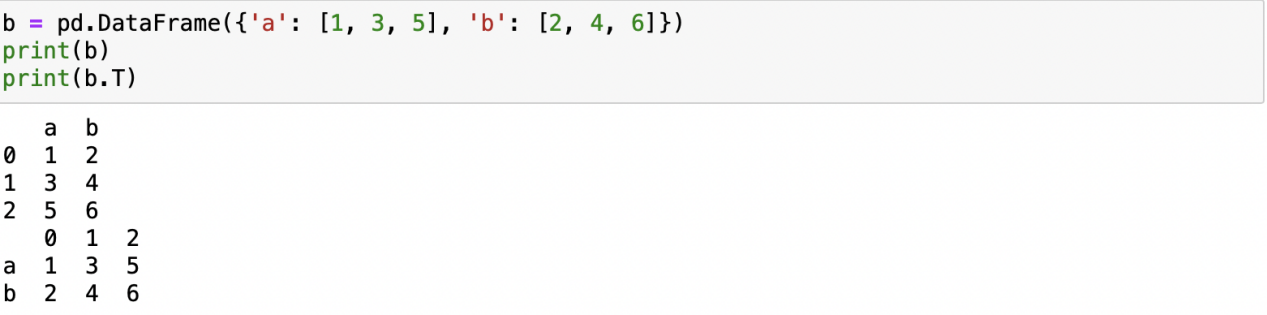 b = pd.DataFrame({'a': [1, 3, 5], 'b': [2, 4, 6]})
print(b)
print(b.T)
   a  b
0  1  2
1  3  4
2  5  6
   0  1  2
a  1  3  5
b  2  4  6